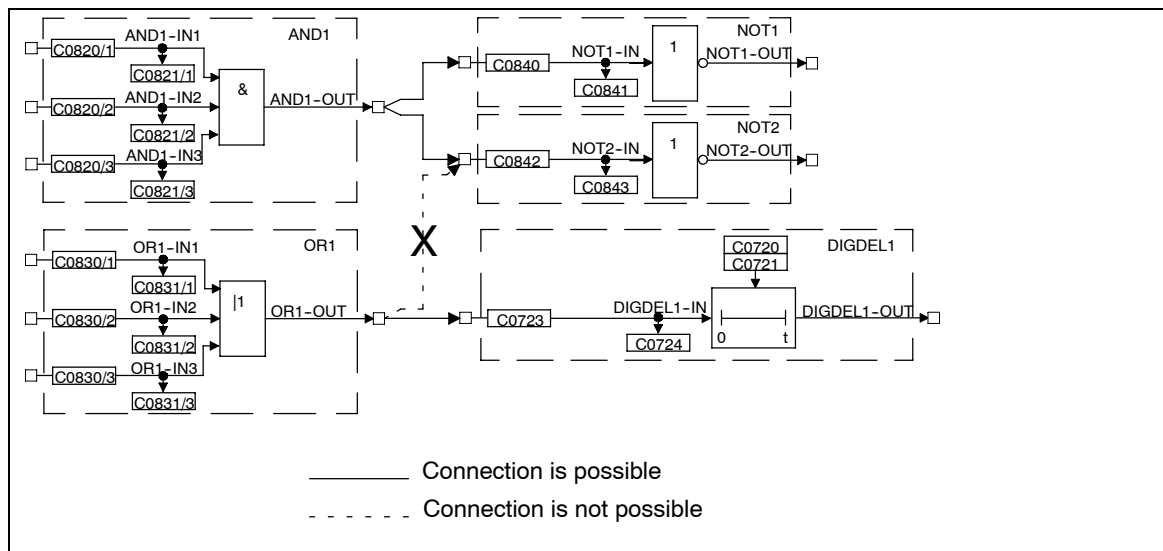 AND1
C0820/1
AND1-IN1
C0821/1
C0820/2
AND1-IN2
C0821/2
C0820/3
AND1-IN3
C0821/3
&
AND1-OUT
NOT1
C0840
NOT1-IN
C0841
1
NOT1-OUT
NOT2
C0842
NOT2-IN
C0843
1
NOT2-OUT
X
OR1
C0830/1
OR1-IN1
C0831/1
C0830/2
OR1-IN2
C0831/2
C0830/3
OR1-IN3
C0831/3
|1
OR1-OUT
DIGDEL1
C0720
C0721
C0723
DIGDEL1-IN
C0724
0 t
DIGDEL1-OUT
Connection is possible
Connection is not possible